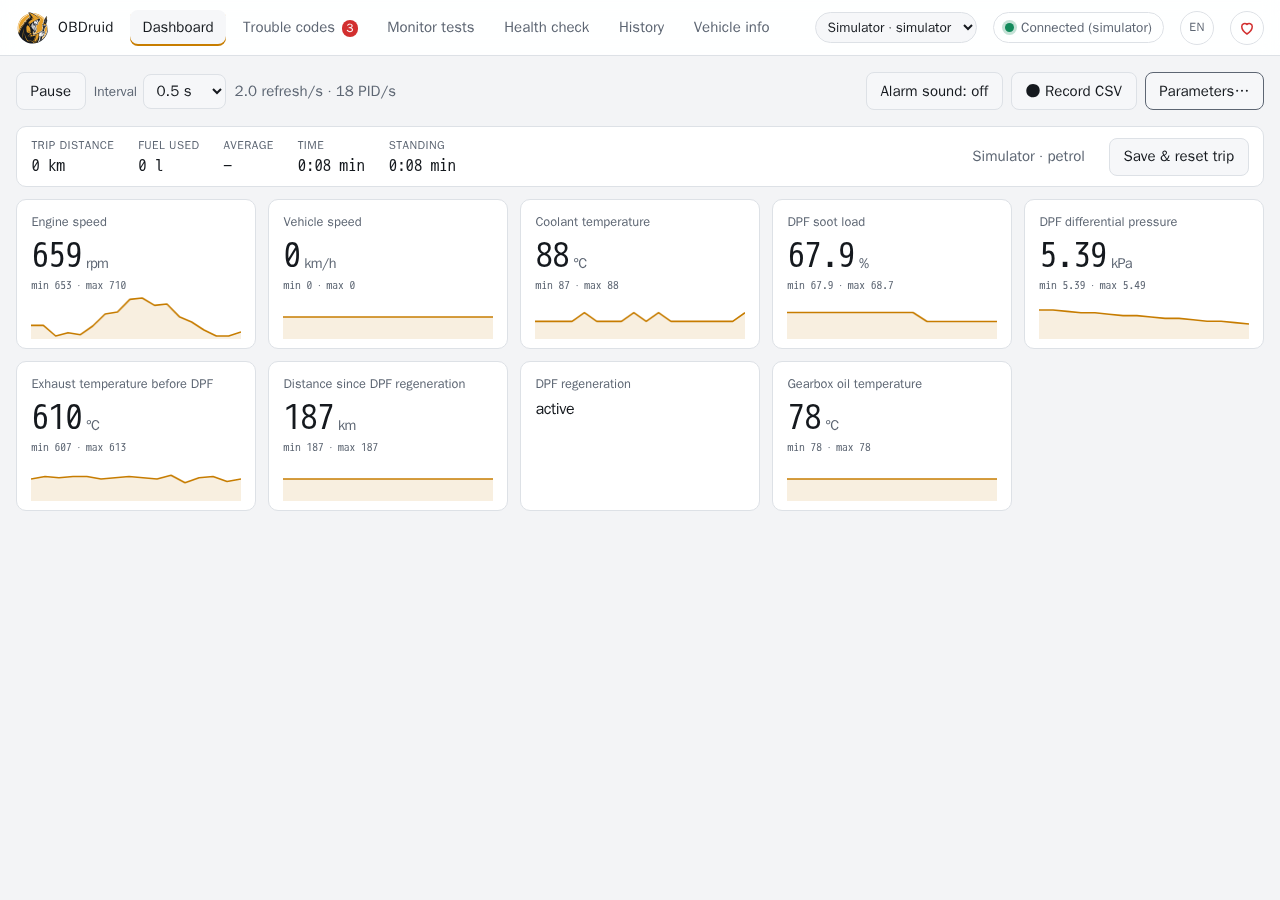 OBDruid
Dashboard
Trouble codes 3
Monitor tests
Health check
History
Vehicle info
Simulator · simulator
Connected (simulator)
EN
Pause
Interval
0.5 s
2.0 refresh/s · 18 PID/s
Alarm sound: off
Record CSV
Parameters…
TRIP DISTANCE
0 km
FUEL USED
0 l
AVERAGE
–
TIME
0:08 min
STANDING
0:08 min
Simulator · petrol
Save & reset trip
Engine speed
659 rpm
min 653 · max 710
Vehicle speed
0 km/h
min 0 · max 0
Coolant temperature
88 °C
min 87 · max 88
DPF soot load
67.9 %
min 67.9 · max 68.7
DPF differential pressure
5.39 kPa
min 5.39 · max 5.49
Exhaust temperature before DPF
610 °C
min 607 · max 613
Distance since DPF regeneration
187 km
min 187 · max 187
DPF regeneration
active
Gearbox oil temperature
78 °C
min 78 · max 78